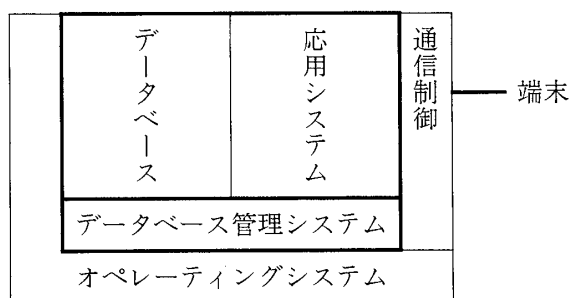 データベース
応用システム
通信制御
端末
データベース管理システム
オペレーティングシステム